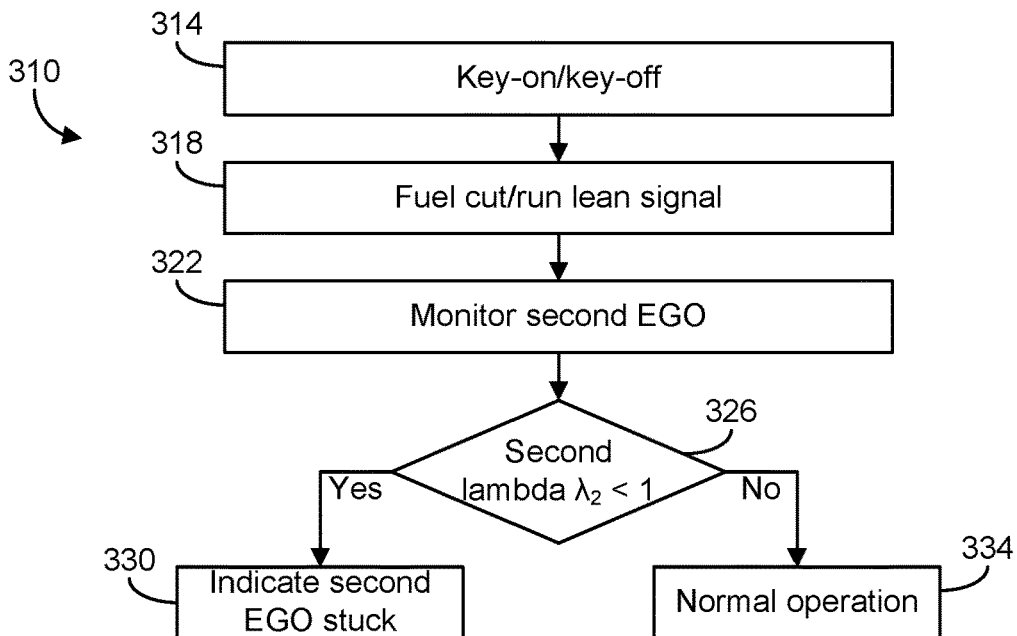 314
Key-on/key-off
310
318
Fuel cut/run lean signal
322
Monitor second EGO
326
Second
lambda λ₂ < 1
Yes
No
330
Indicate second
EGO stuck
334
Normal operation